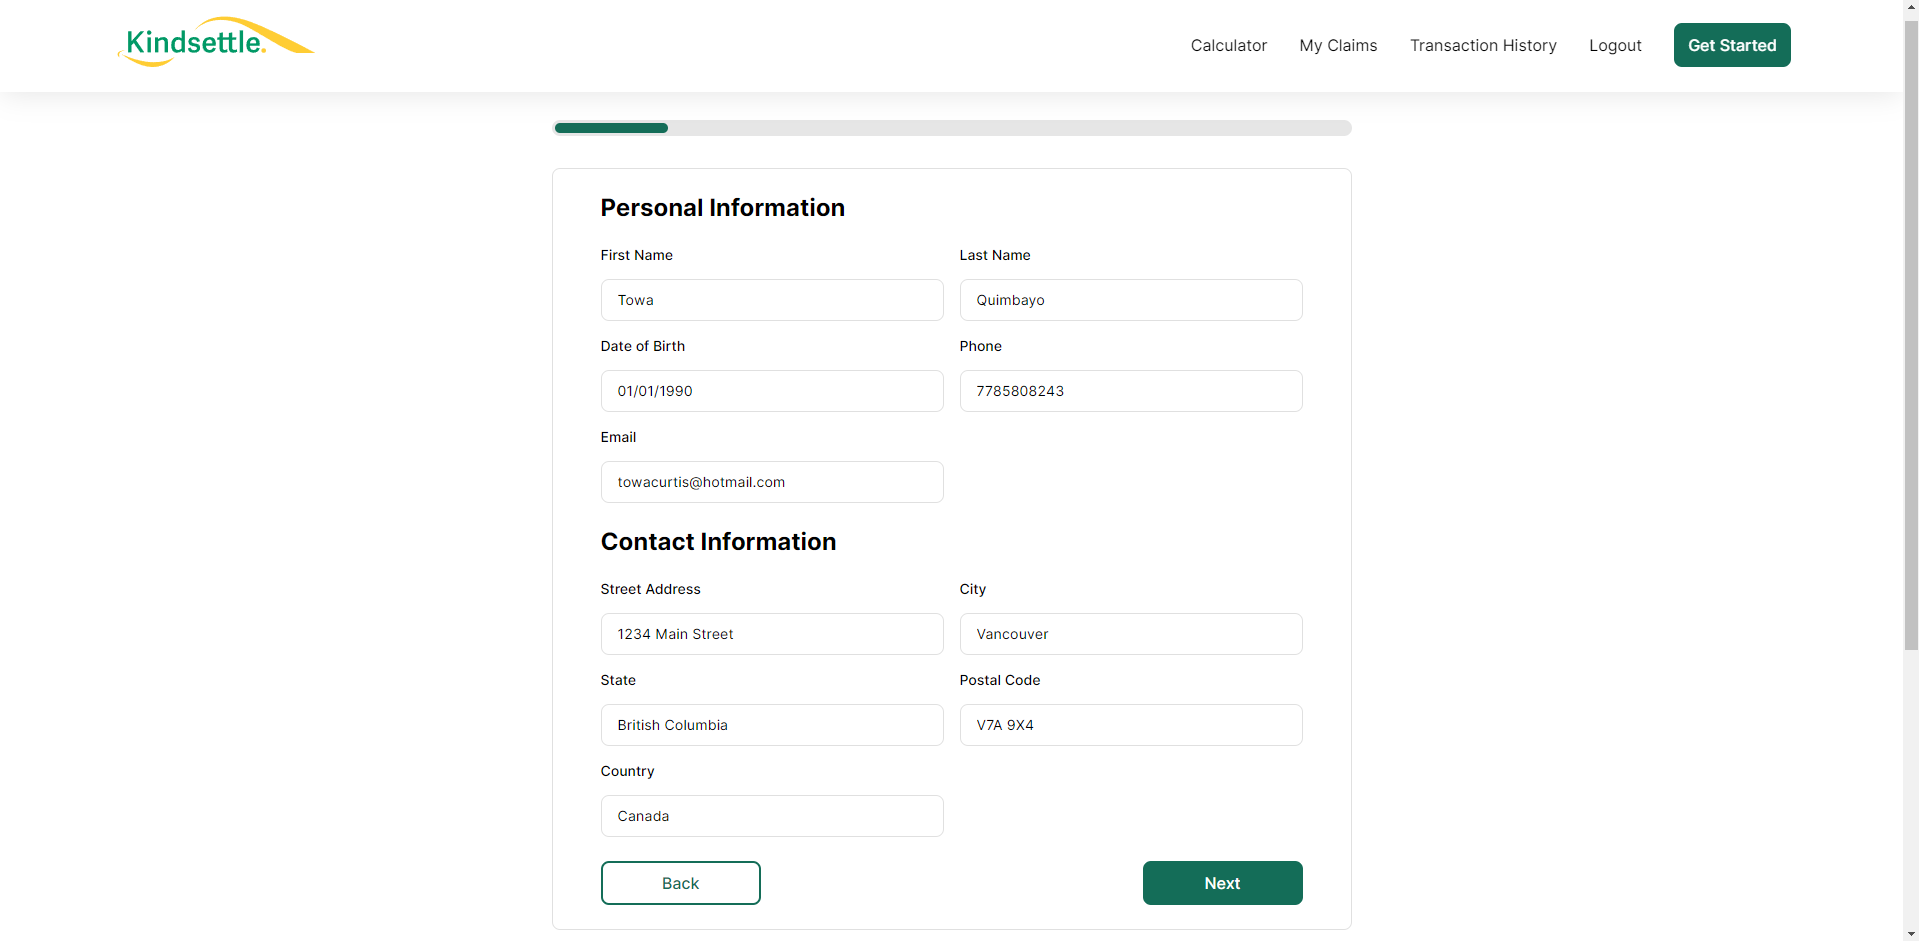 Kindsettle.
Calculator My Claims Transaction History Logout Get Started
Personal Information
First Name Last Name
Towa Quimbayo
Date of Birth Phone
01/01/1990 7785808243
Email
towacurtis@hotmail.com
Contact Information
Street Address City
1234 Main Street Vancouver
State Postal Code
British Columbia V7A 9X4
Country
Canada
Back Next